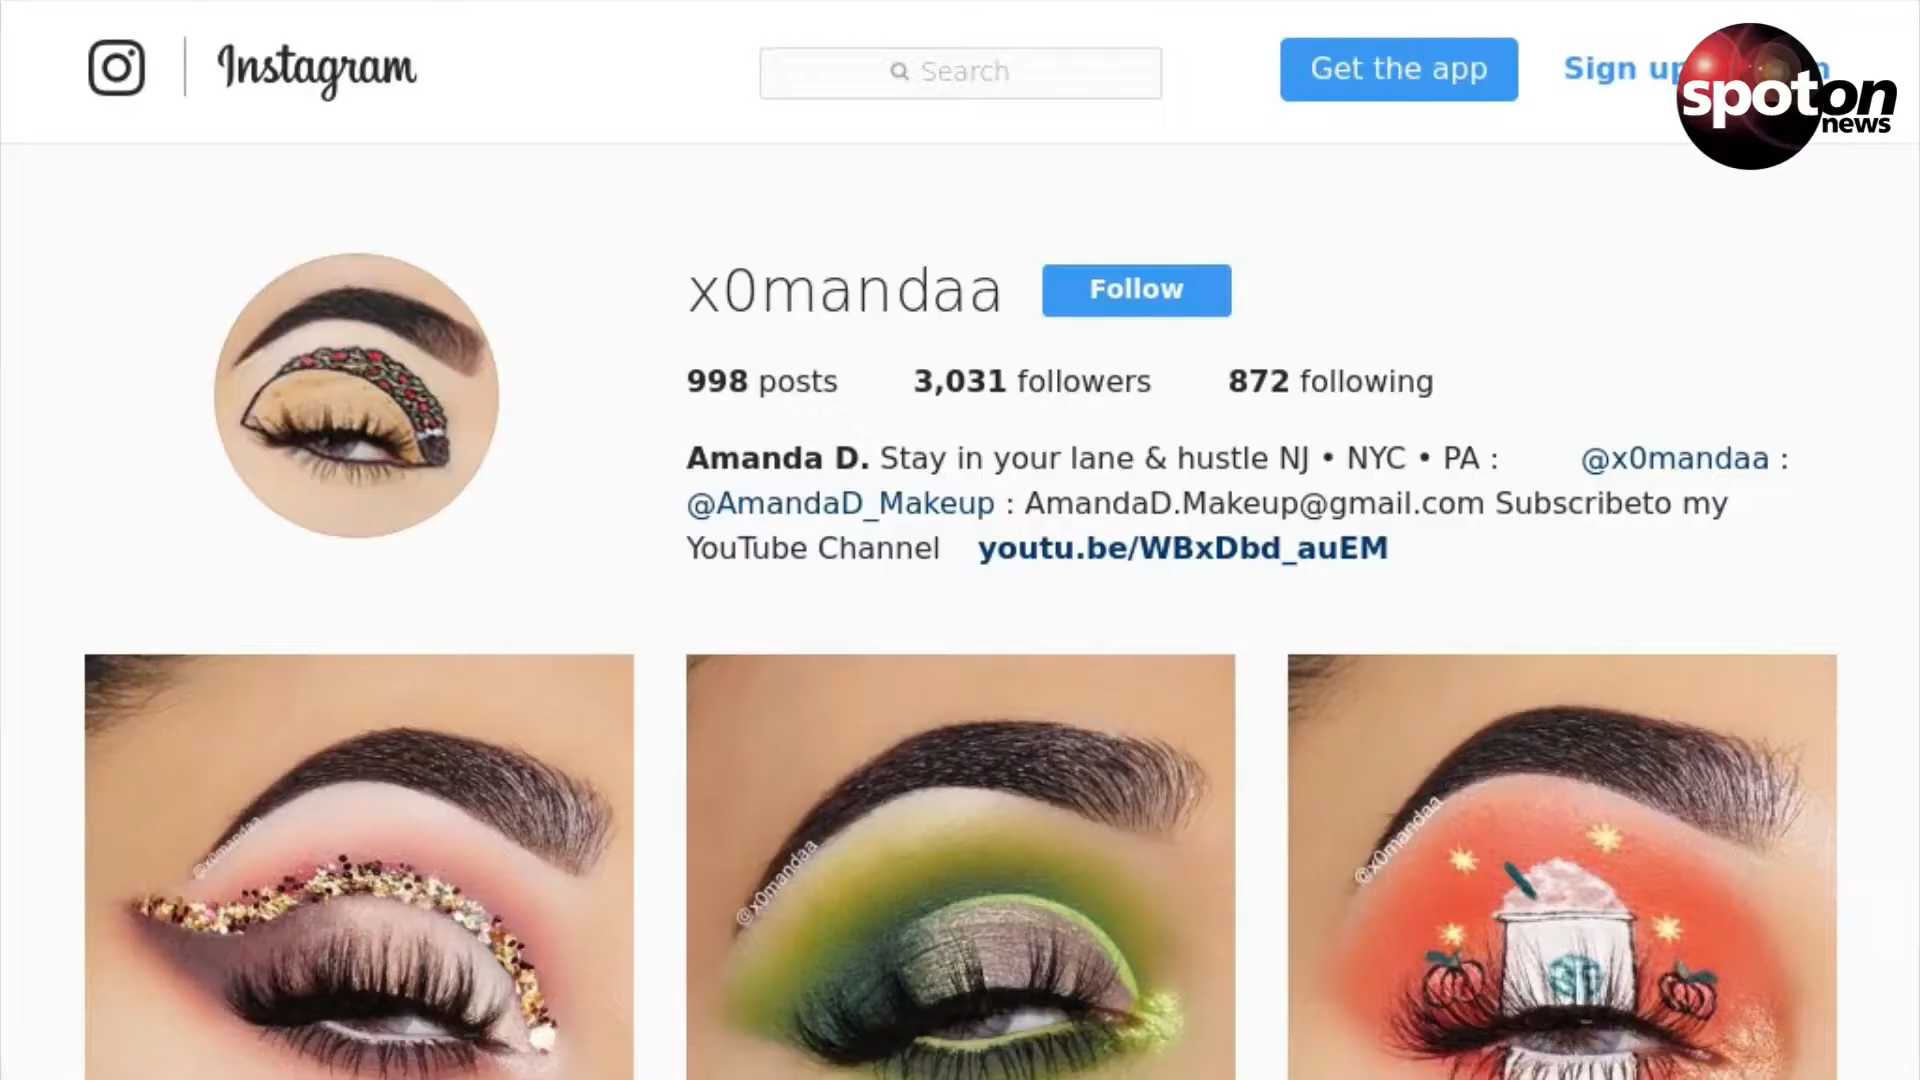 Instagram
Search
Get the app
Sign up
spoton
news
x0mandaa
Follow
998 posts 3,031 followers 872 following
Amanda D. Stay in your lane & hustle NJ • NYC • PA : @x0mandaa :
@AmandaD_Makeup : AmandaD.Makeup@gmail.com Subscribeto my
YouTube Channel youtu.be/WBxDbd_auEM
@x0mandaa
@x0mandaa
@x0mandaa